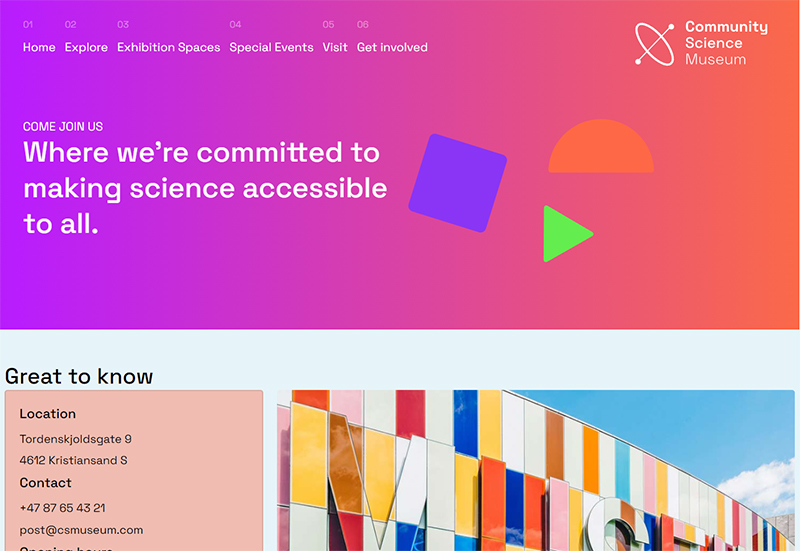 01 02 03 04 05 06
Home Explore Exhibition Spaces Special Events Visit Get involved
Community
Science
Museum
COME JOIN US
Where we're committed to
making science accessible
to all.
Great to know
Location
Tordenskjoldsgate 9
4612 Kristiansand S
Contact
+47 87 65 43 21
post@csmuseum.com
Opening hours